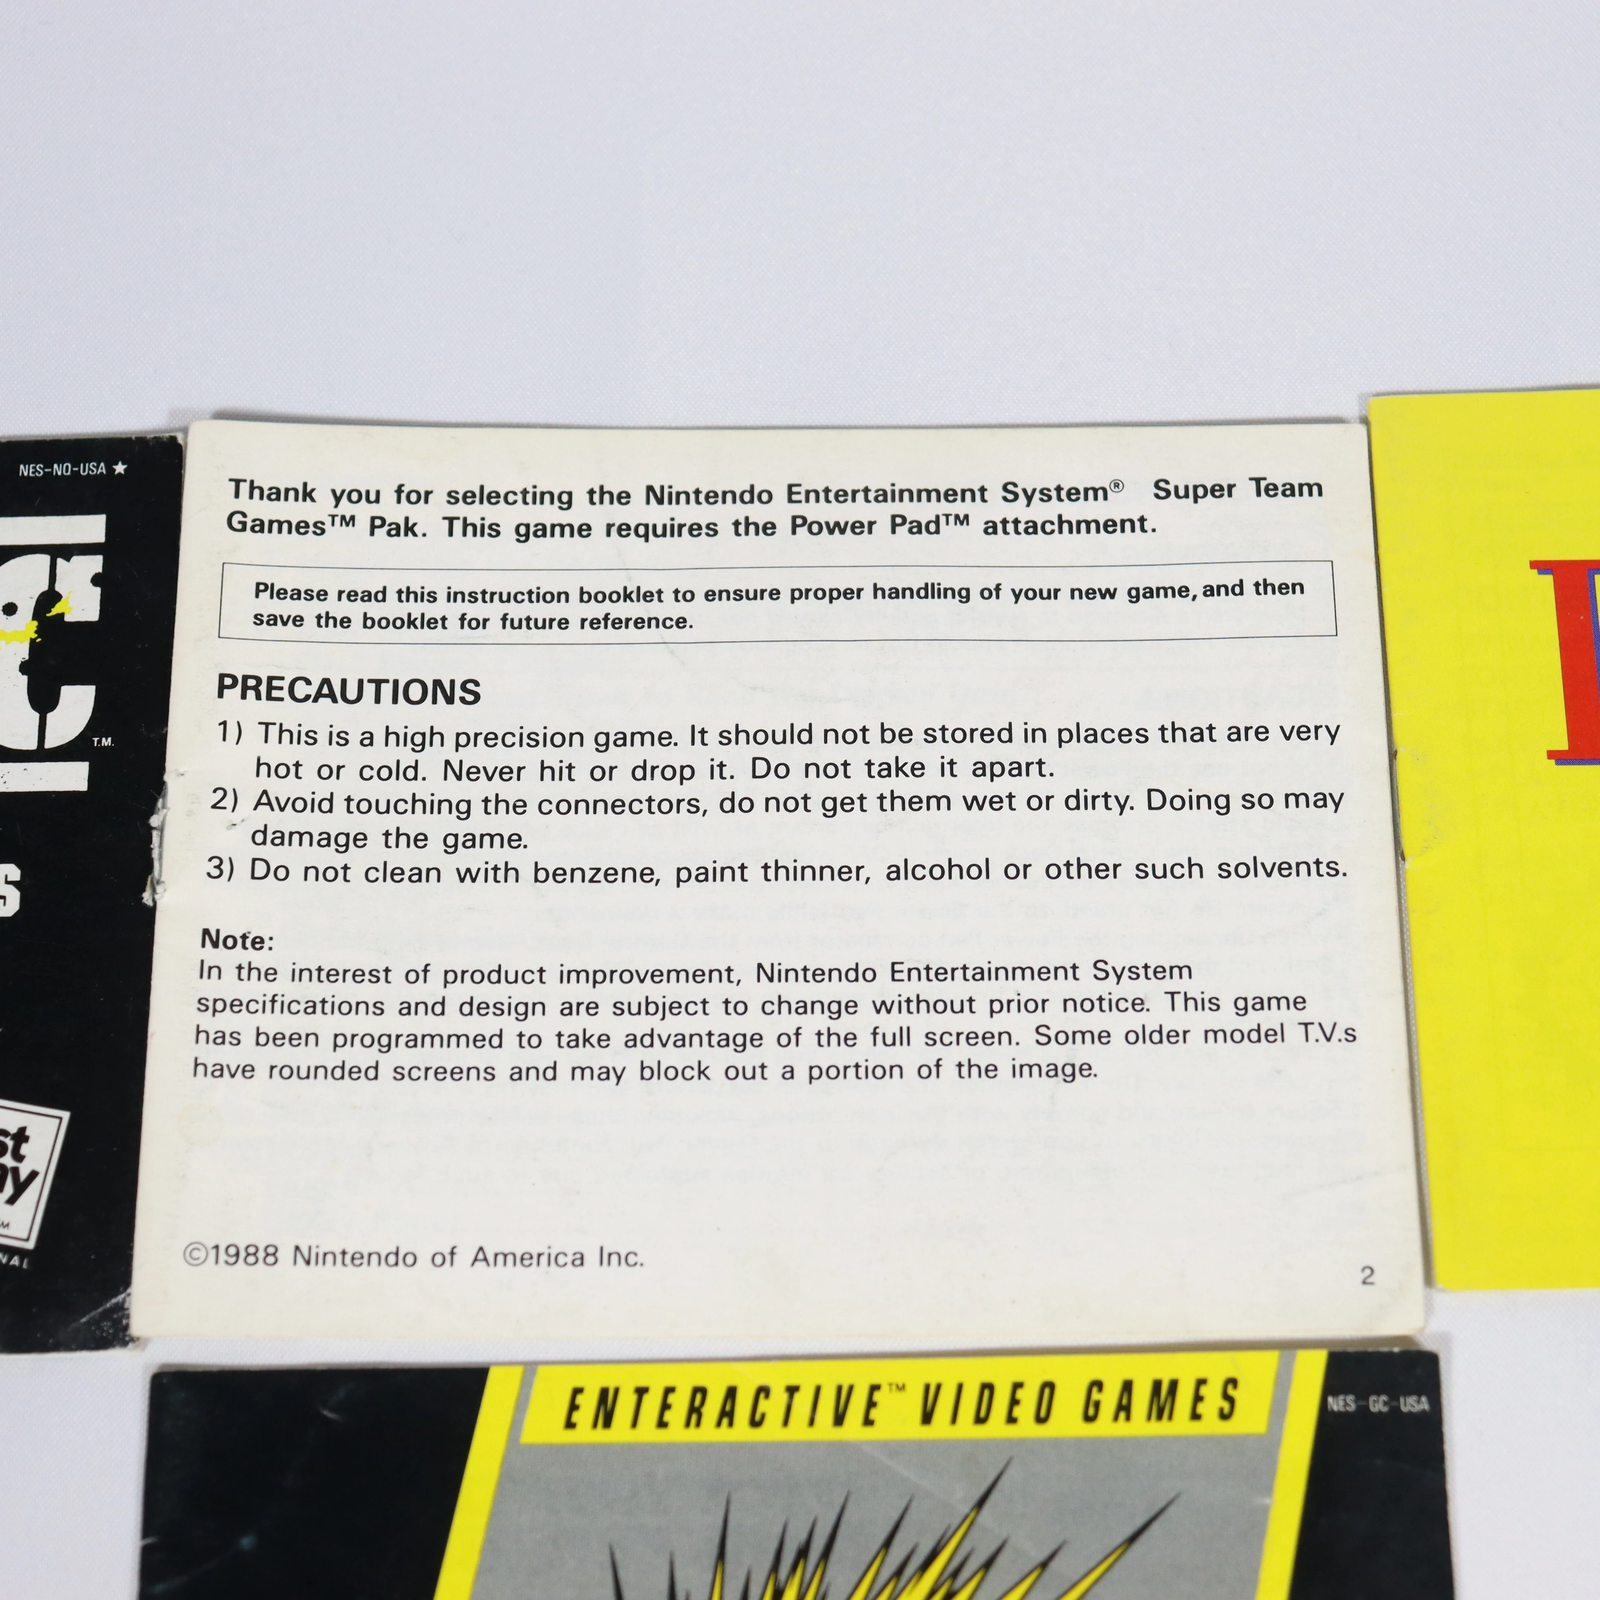 NES-NO-USA ★
T.M.
S
st
ay
NAL
Thank you for selecting the Nintendo Entertainment System® Super Team
Games™ Pak. This game requires the Power Pad™ attachment.
Please read this instruction booklet to ensure proper handling of your new game, and then
save the booklet for future reference.
PRECAUTIONS
1) This is a high precision game. It should not be stored in places that are very
hot or cold. Never hit or drop it. Do not take it apart.
2) Avoid touching the connectors, do not get them wet or dirty. Doing so may
damage the game.
3) Do not clean with benzene, paint thinner, alcohol or other such solvents.
Note:
In the interest of product improvement, Nintendo Entertainment System
specifications and design are subject to change without prior notice. This game
has been programmed to take advantage of the full screen. Some older model T.V.s
have rounded screens and may block out a portion of the image.
©1988 Nintendo of America Inc.
2
ENTERACTIVE™ VIDEO GAMES
NES-GC-USA